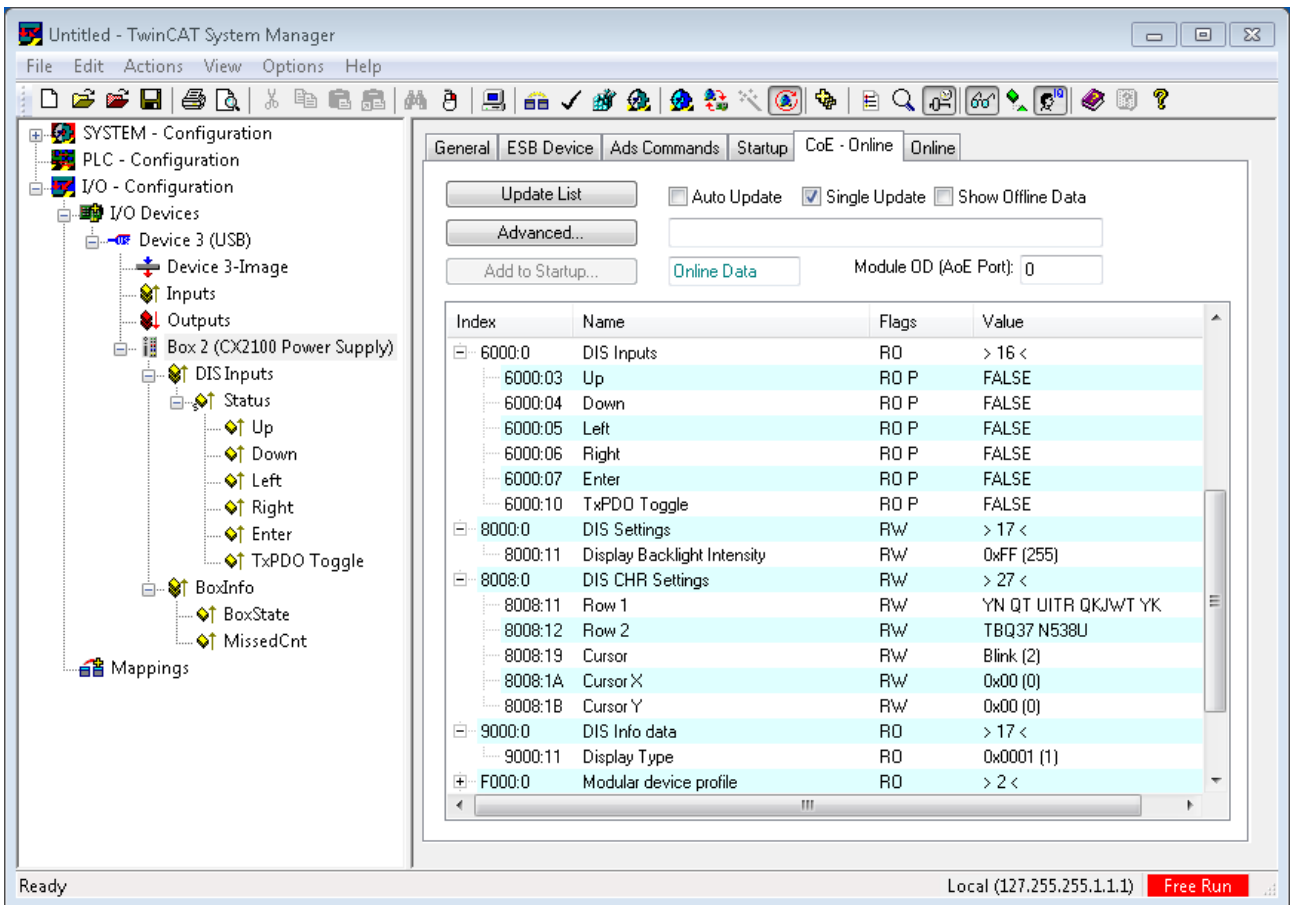 Untitled - TwinCAT System Manager
File Edit Actions View Options Help
SYSTEM - Configuration
PLC - Configuration
I/O - Configuration
I/O Devices
Device 3 (USB)
Device 3-Image
Inputs
Outputs
Box 2 (CX2100 Power Supply)
DIS Inputs
Status
Up
Down
Left
Right
Enter
TxPDO Toggle
BoxInfo
BoxState
MissedCnt
Mappings
General ESB Device Ads Commands Startup CoE - Online Online
Update List Auto Update Single Update Show Offline Data
Advanced...
Add to Startup... Online Data Module OD (AoE Port): 0
Index Name Flags Value
6000:0 DIS Inputs RO > 16 <
6000:03 Up RO P FALSE
6000:04 Down RO P FALSE
6000:05 Left RO P FALSE
6000:06 Right RO P FALSE
6000:07 Enter RO P FALSE
6000:10 TxPDO Toggle RO P FALSE
8000:0 DIS Settings RW > 17 <
8000:11 Display Backlight Intensity RW 0xFF (255)
8008:0 DIS CHR Settings RW > 27 <
8008:11 Row 1 RW YN QT UITR QKJWT YK
8008:12 Row 2 RW TBQ37 N538U
8008:19 Cursor RW Blink (2)
8008:1A Cursor X RW 0x00 (0)
8008:1B Cursor Y RW 0x00 (0)
9000:0 DIS Info data RO > 17 <
9000:11 Display Type RO 0x0001 (1)
F000:0 Modular device profile RO > 2 <
Ready Local (127.255.255.1.1.1) Free Run